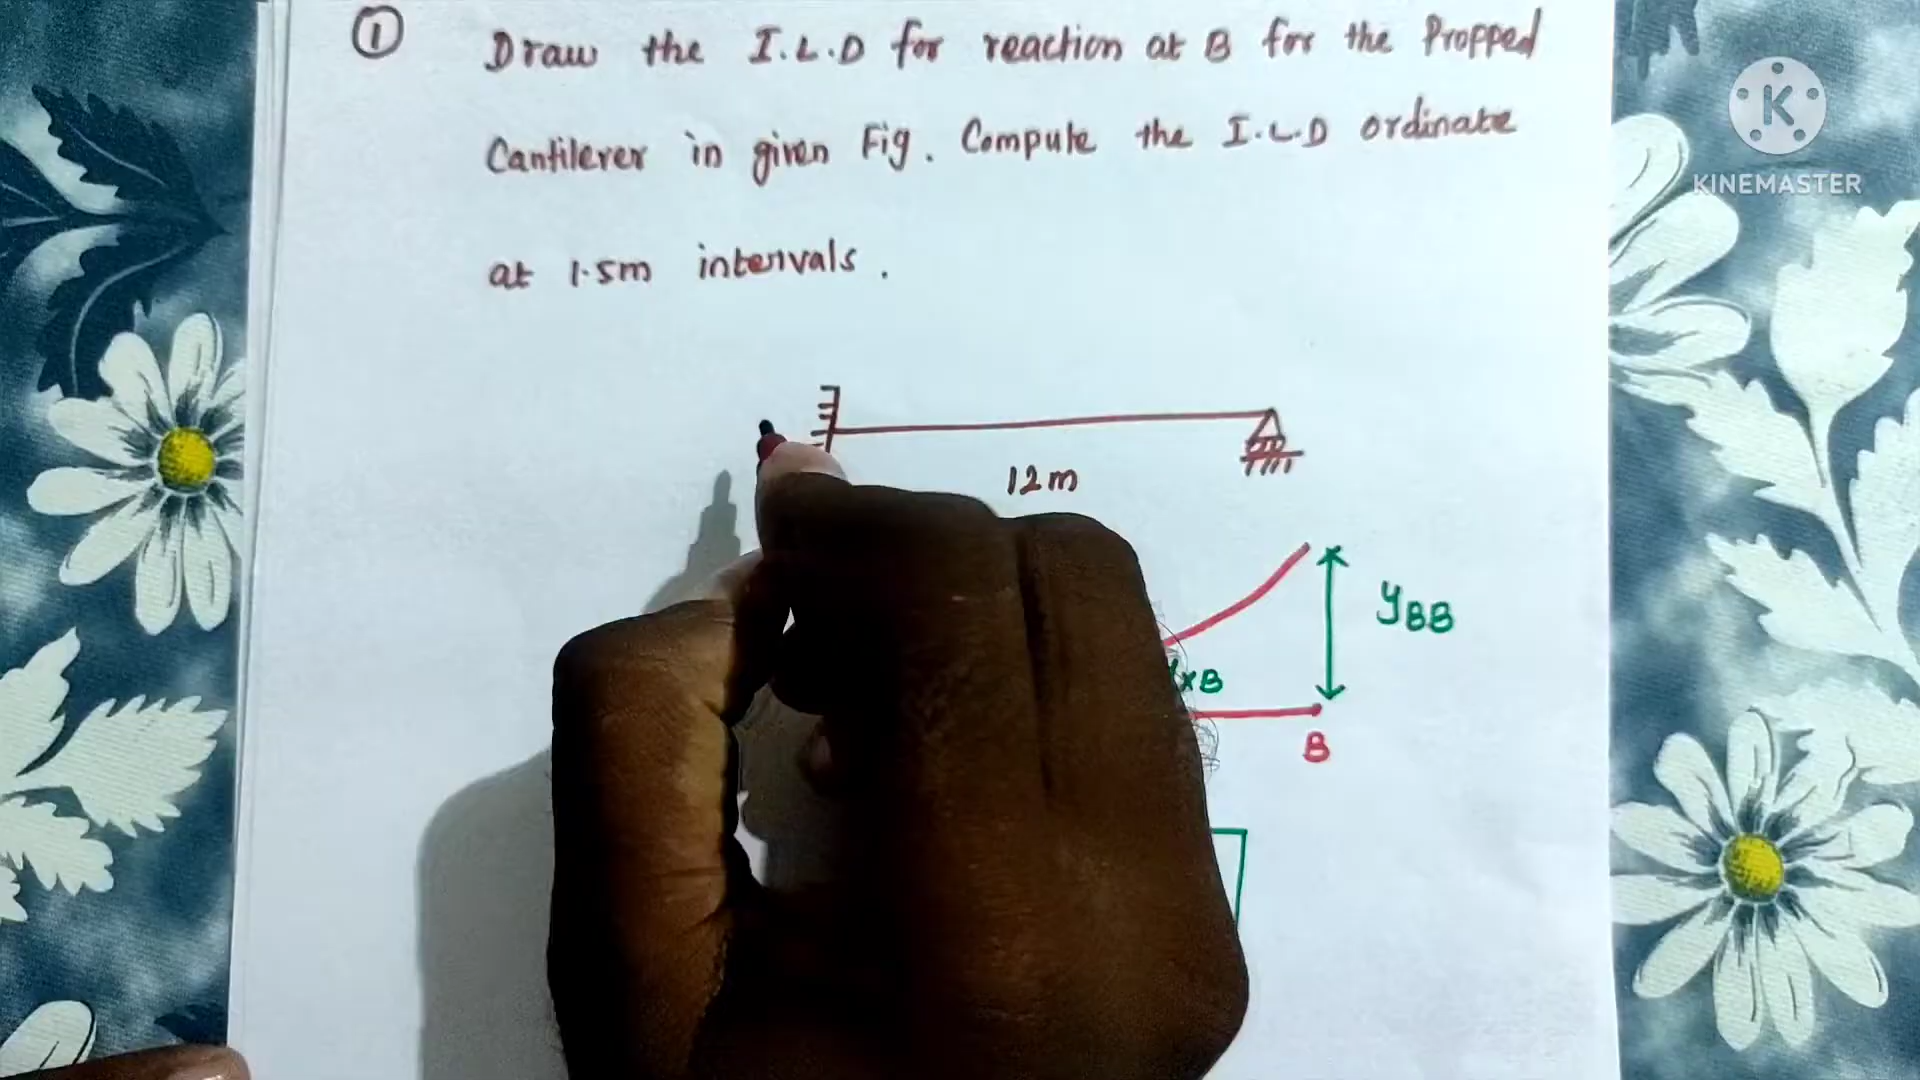 ① Draw the I.L.D for reaction at B for the Propped
Cantilever in given Fig. Compute the I.L.D ordinate
at 1.5m intervals.
K
KINEMASTER
12m
yBB
xB
B